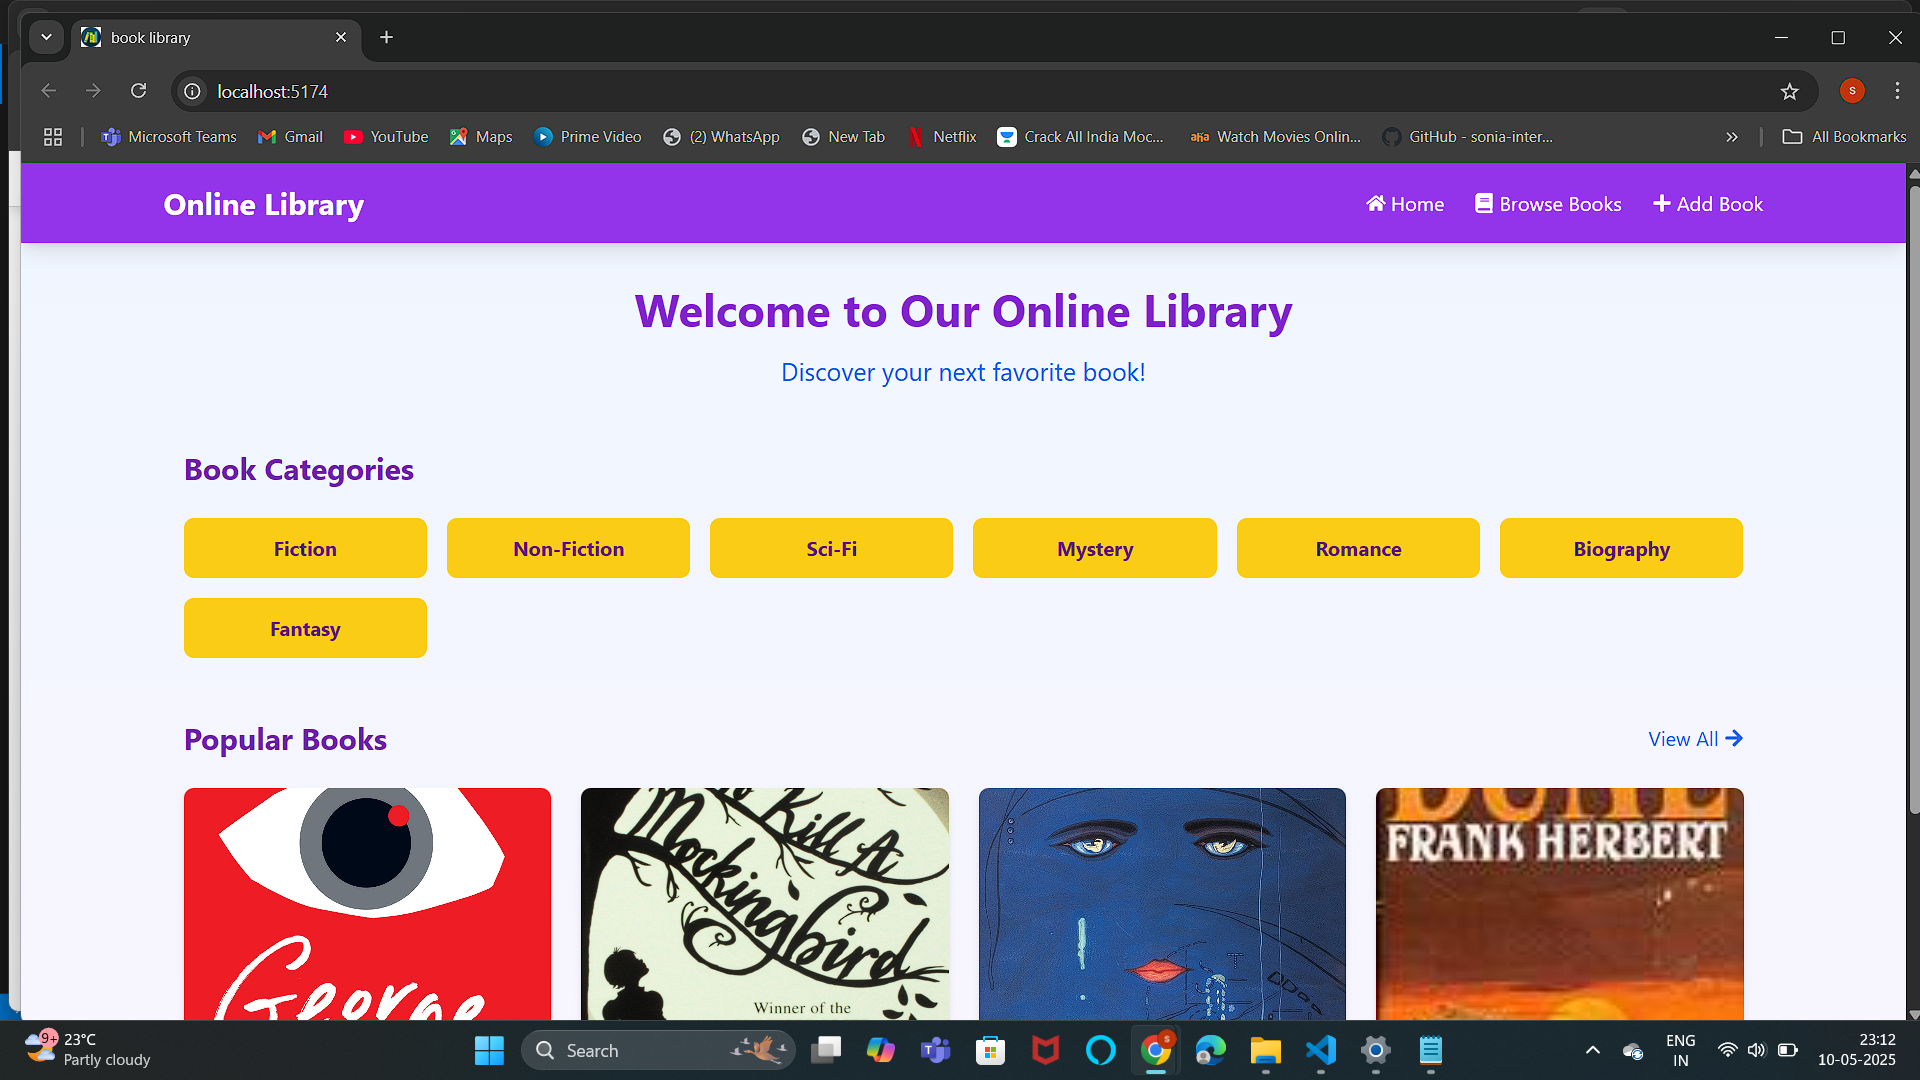 book library
localhost:5174
Microsoft Teams
Gmail
YouTube
Maps
Prime Video
(2) WhatsApp
New Tab
Netflix
Crack All India Moc...
aha
Watch Movies Onlin...
GitHub - sonia-inter...
All Bookmarks
S
Online Library
Home
Browse Books
Add Book
Welcome to Our Online Library
Discover your next favorite book!
Book Categories
Fiction
Non-Fiction
Sci-Fi
Mystery
Romance
Biography
Fantasy
Popular Books
View All
George
To Kill A
Mockingbird
Winner of the
DUNE
FRANK HERBERT
9+
23°C
Partly cloudy
Search
ENG
IN
23:12
10-05-2025